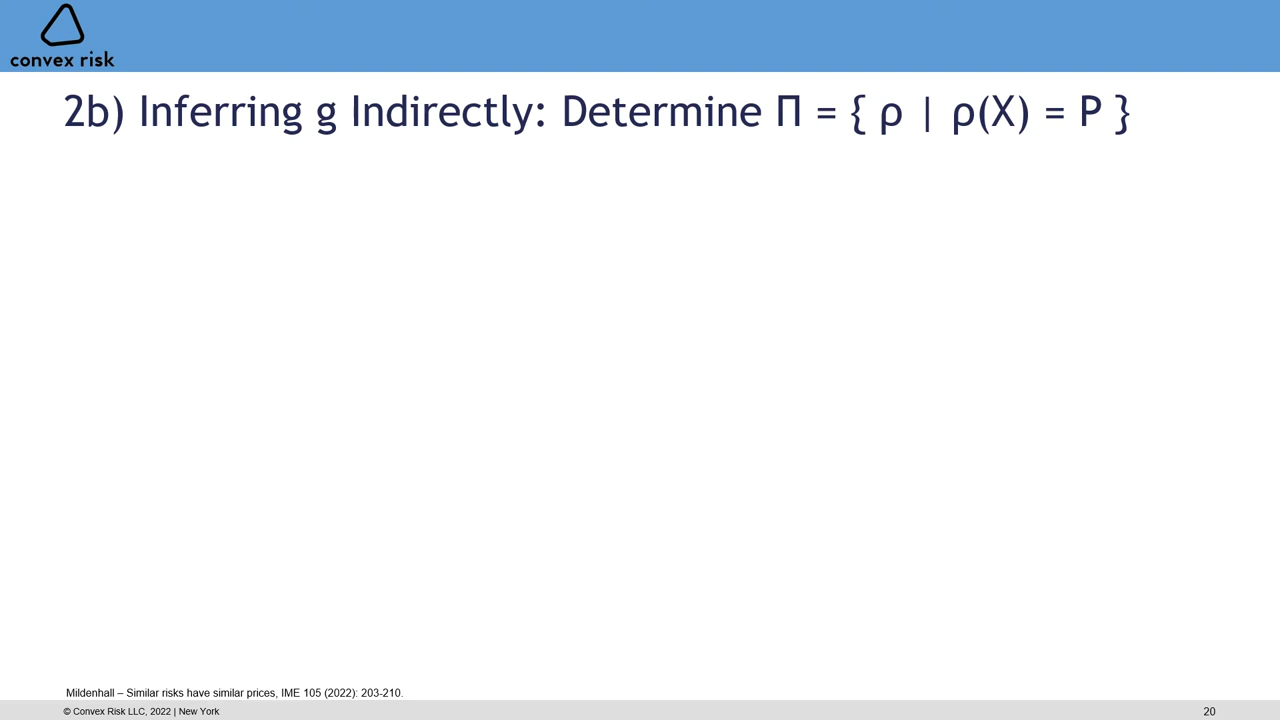 convex risk
2b) Inferring g Indirectly: Determine Π = { ρ | ρ(X) = P }
Mildenhall – Similar risks have similar prices, IME 105 (2022): 203-210.
© Convex Risk LLC, 2022 | New York
20